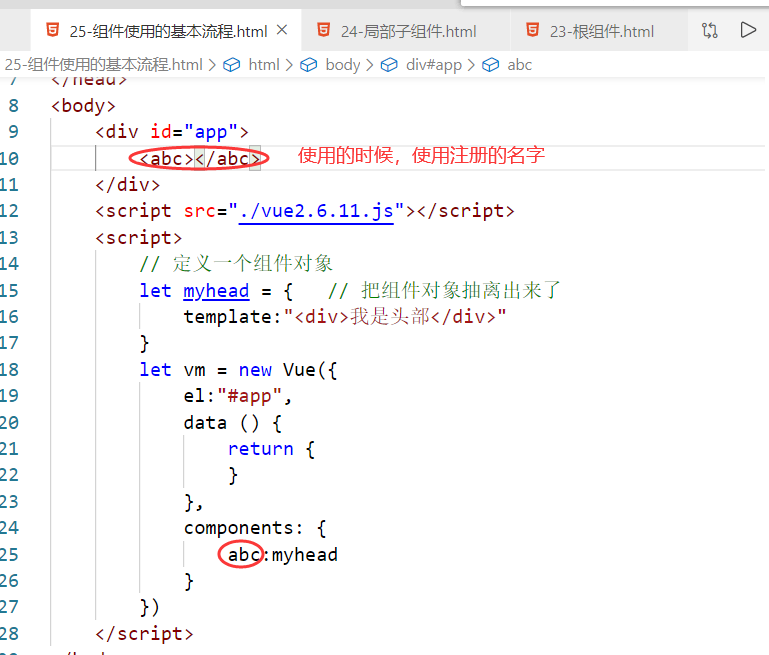 25-组件使用的基本流程.html 24-局部子组件.html 23-根组件.html
25-组件使用的基本流程.html > html > body > div#app > abc
7 </head>
8 <body>
9 <div id="app">
10 <abc></abc> 使用的时候，使用注册的名字
11 </div>
12 <script src="./vue2.6.11.js"></script>
13 <script>
14 // 定义一个组件对象
15 let myhead = { // 把组件对象抽离出来了
16 template:"<div>我是头部</div>"
17 }
18 let vm = new Vue({
19 el:"#app",
20 data () {
21 return {
22 }
23 },
24 components: {
25 abc:myhead
26 }
27 })
28 </script>